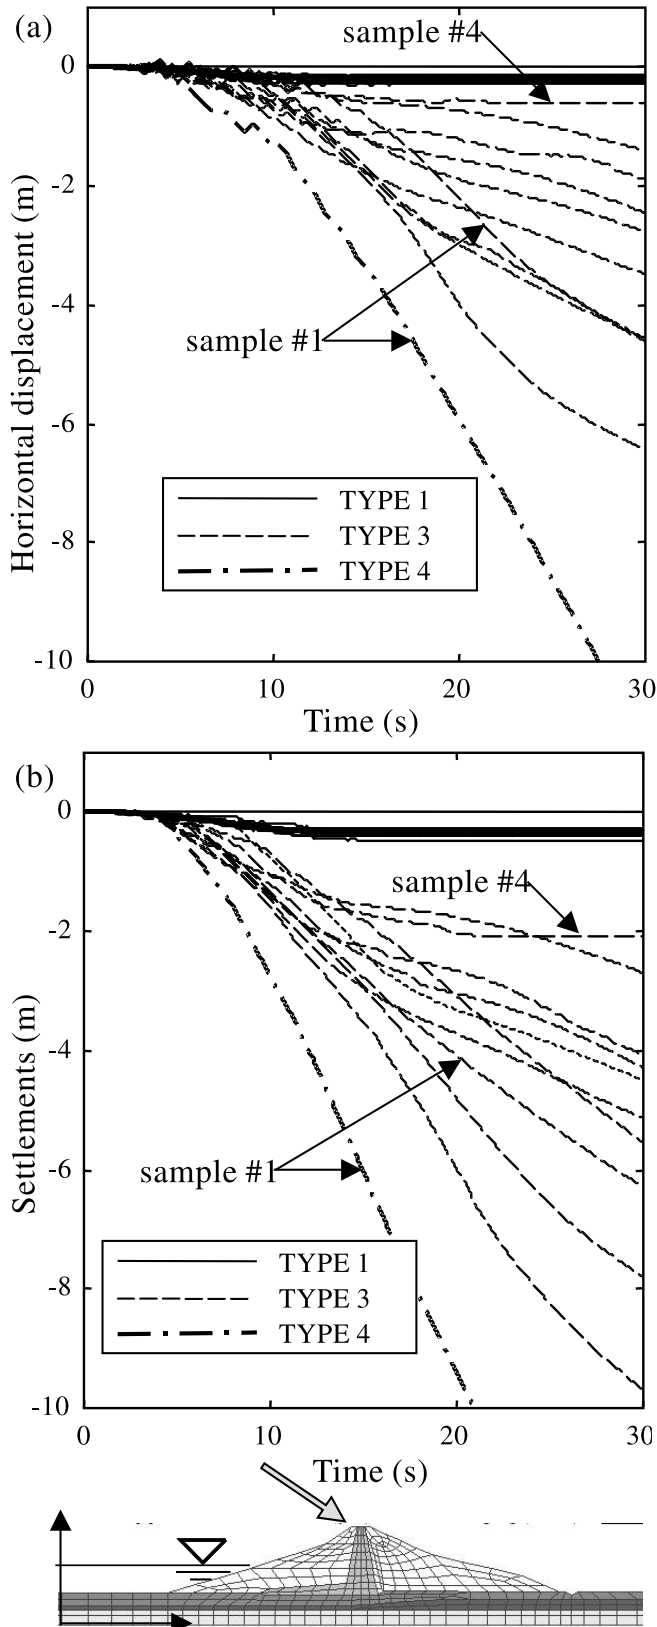 (a)
sample #4
0
-2
-4
-6
-8
-10
Horizontal displacement (m)
sample #1
TYPE 1
TYPE 3
TYPE 4
0 10 20 30
Time (s)
(b)
0
-2
-4
-6
-8
-10
Settlements (m)
sample #4
sample #1
TYPE 1
TYPE 3
TYPE 4
0 10 20 30
Time (s)